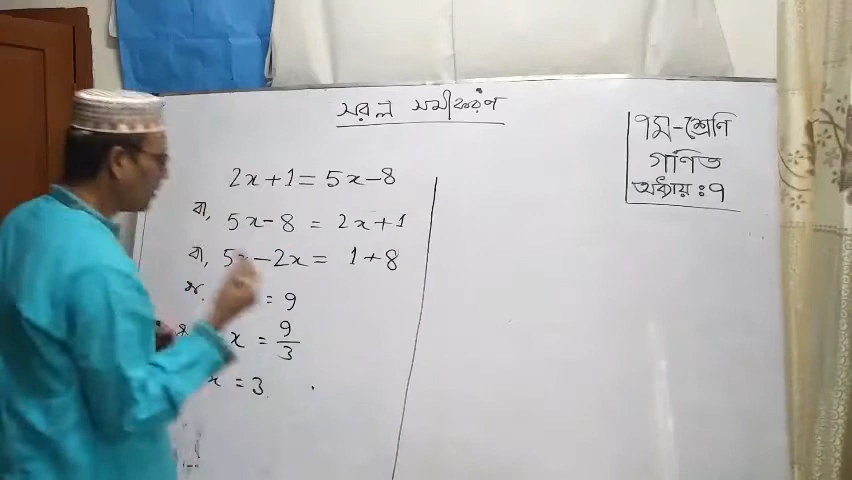 সরল সমীকরণ
৭ম-শ্রেণি
গণিত
অধ্যায় : ৭
2x+1=5x-8
বা, 5x-8 = 2x+1
বা, 5x-2x= 1+8
= 9
x = 9/3
x = 3